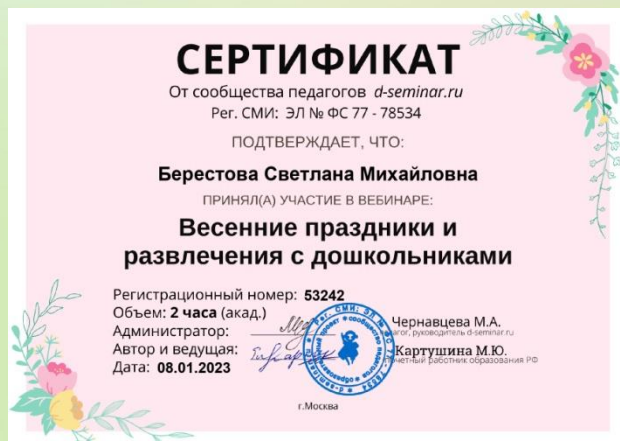 СЕРТИФИКАТ
От сообщества педагогов d-seminar.ru
Рег. СМИ: ЭЛ № ФС 77 - 78534
ПОДТВЕРЖДАЕТ, ЧТО:
Берестова Светлана Михайловна
ПРИНЯЛ(А) УЧАСТИЕ В ВЕБИНАРЕ:
Весенние праздники и
развлечения с дошкольниками
Регистрационный номер: 53242
Объем: 2 часа (акад.)
Администратор: Чернавцева М.А.
руководитель d-seminar.ru
Автор и ведущая: Картушина М.Ю.
Почетный работник образования РФ
Дата: 08.01.2023
г.Москва